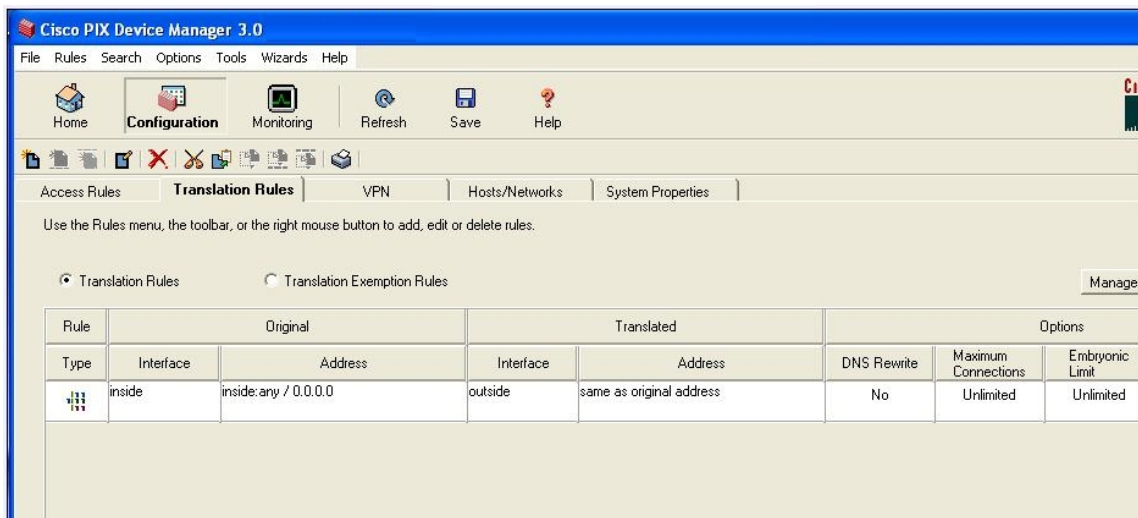 Cisco PIX Device Manager 3.0
File Rules Search Options Tools Wizards Help
Home Configuration Monitoring Refresh Save Help
Access Rules Translation Rules VPN Hosts/Networks System Properties
Use the Rules menu, the toolbar, or the right mouse button to add, edit or delete rules.
Translation Rules Translation Exemption Rules
Manage
Rule Original Translated Options
Type Interface Address Interface Address DNS Rewrite Maximum Connections Embryonic Limit
inside inside:any / 0.0.0.0 outside same as original address No Unlimited Unlimited